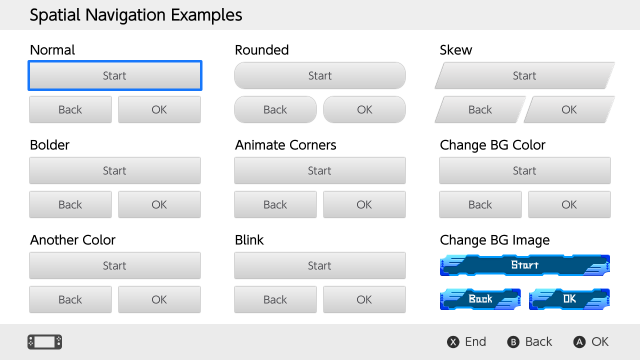 Spatial Navigation Examples
Normal
Start
Back OK
Rounded
Start
Back OK
Skew
Start
Back OK
Bolder
Start
Back OK
Animate Corners
Start
Back OK
Change BG Color
Start
Back OK
Another Color
Start
Back OK
Blink
Start
Back OK
Change BG Image
Start
Back OK
X End B Back A OK